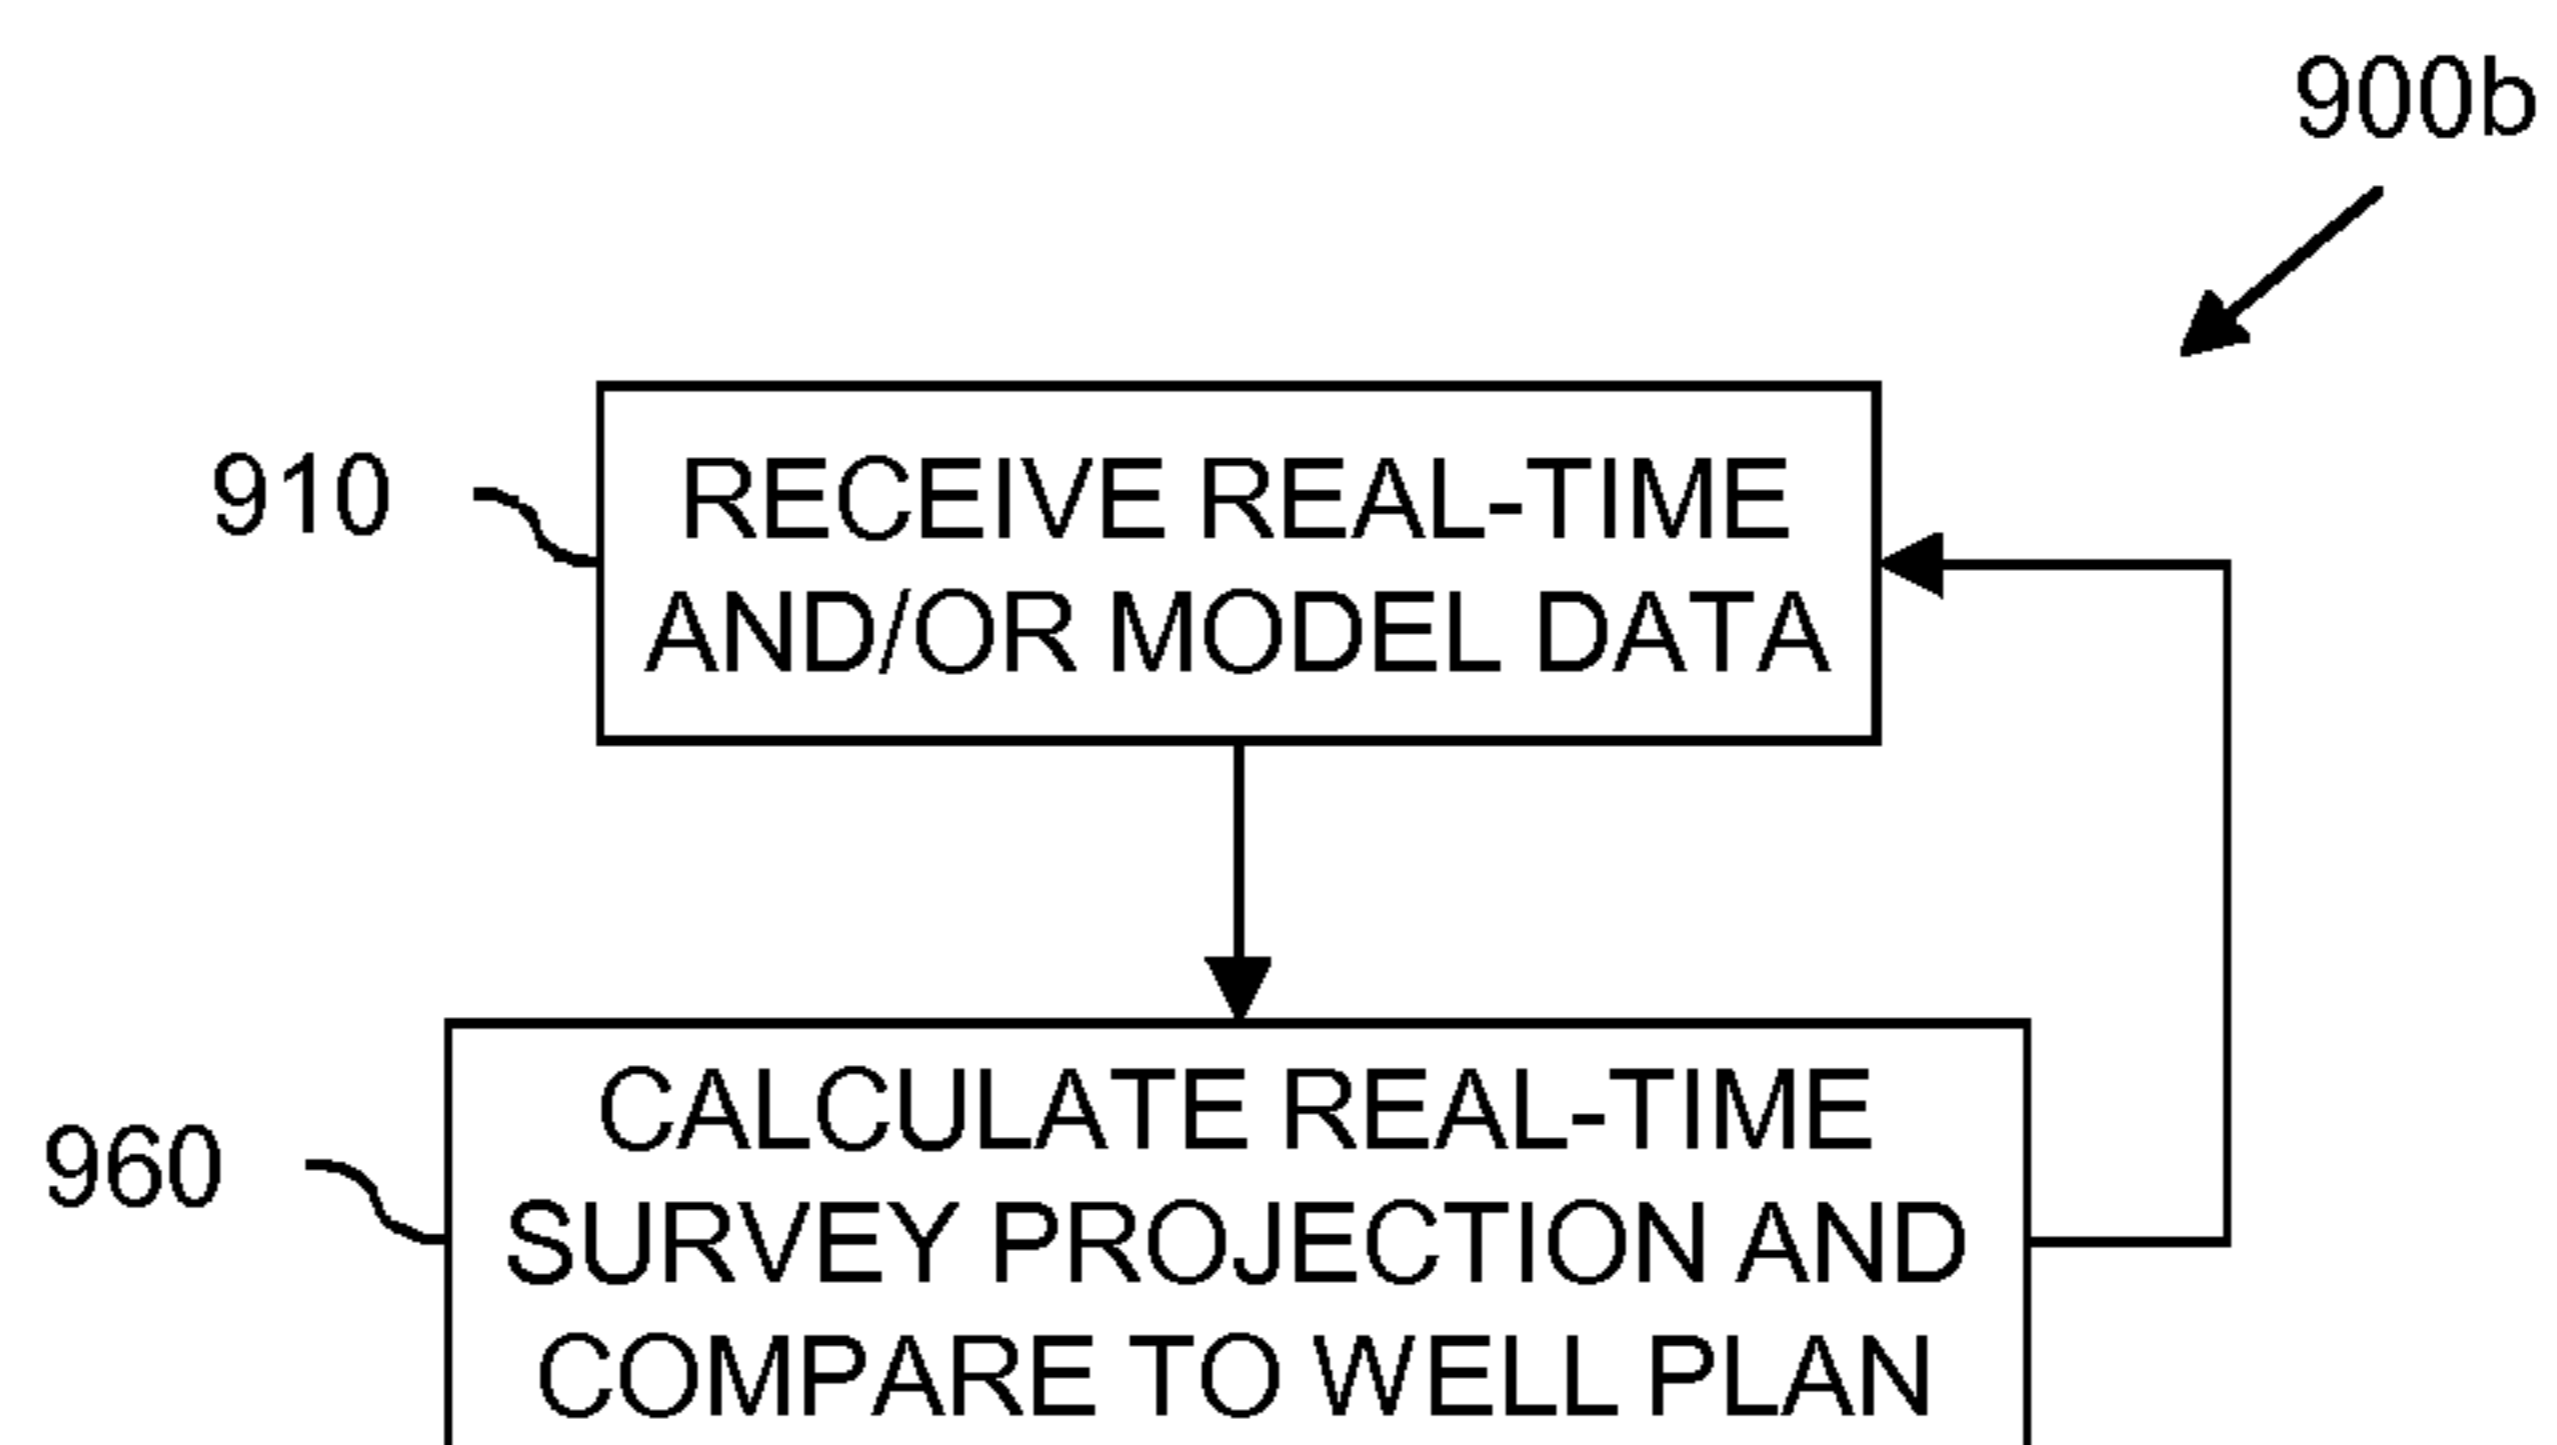 900b
910
RECEIVE REAL-TIME
AND/OR MODEL DATA
960
CALCULATE REAL-TIME
SURVEY PROJECTION AND
COMPARE TO WELL PLAN